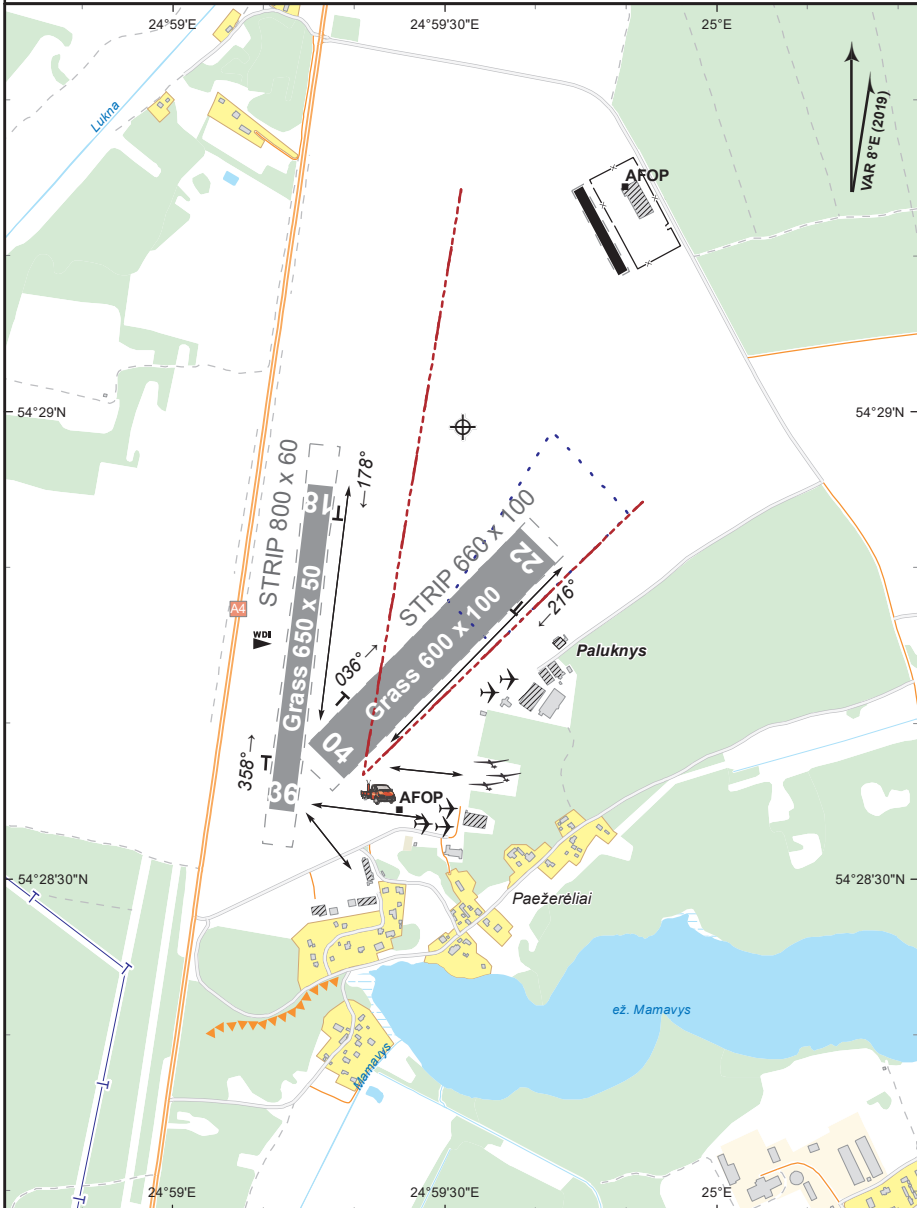 24°59'E
24°59'30"E
25°E
Lukna
VAR 8°E (2019)
AFOP
54°29'N
54°29'N
STRIP 800 x 60
18
←178°
Grass 650 x 50
A4
WDI
STRIP 660 x 100
22
←216°
Grass 600 x 100
036°→
04
358°→
36
Paluknys
AFOP
54°28'30"N
54°28'30"N
Paežerėliai
ež. Mamavys
Mamavys
24°59'E
24°59'30"E
25°E